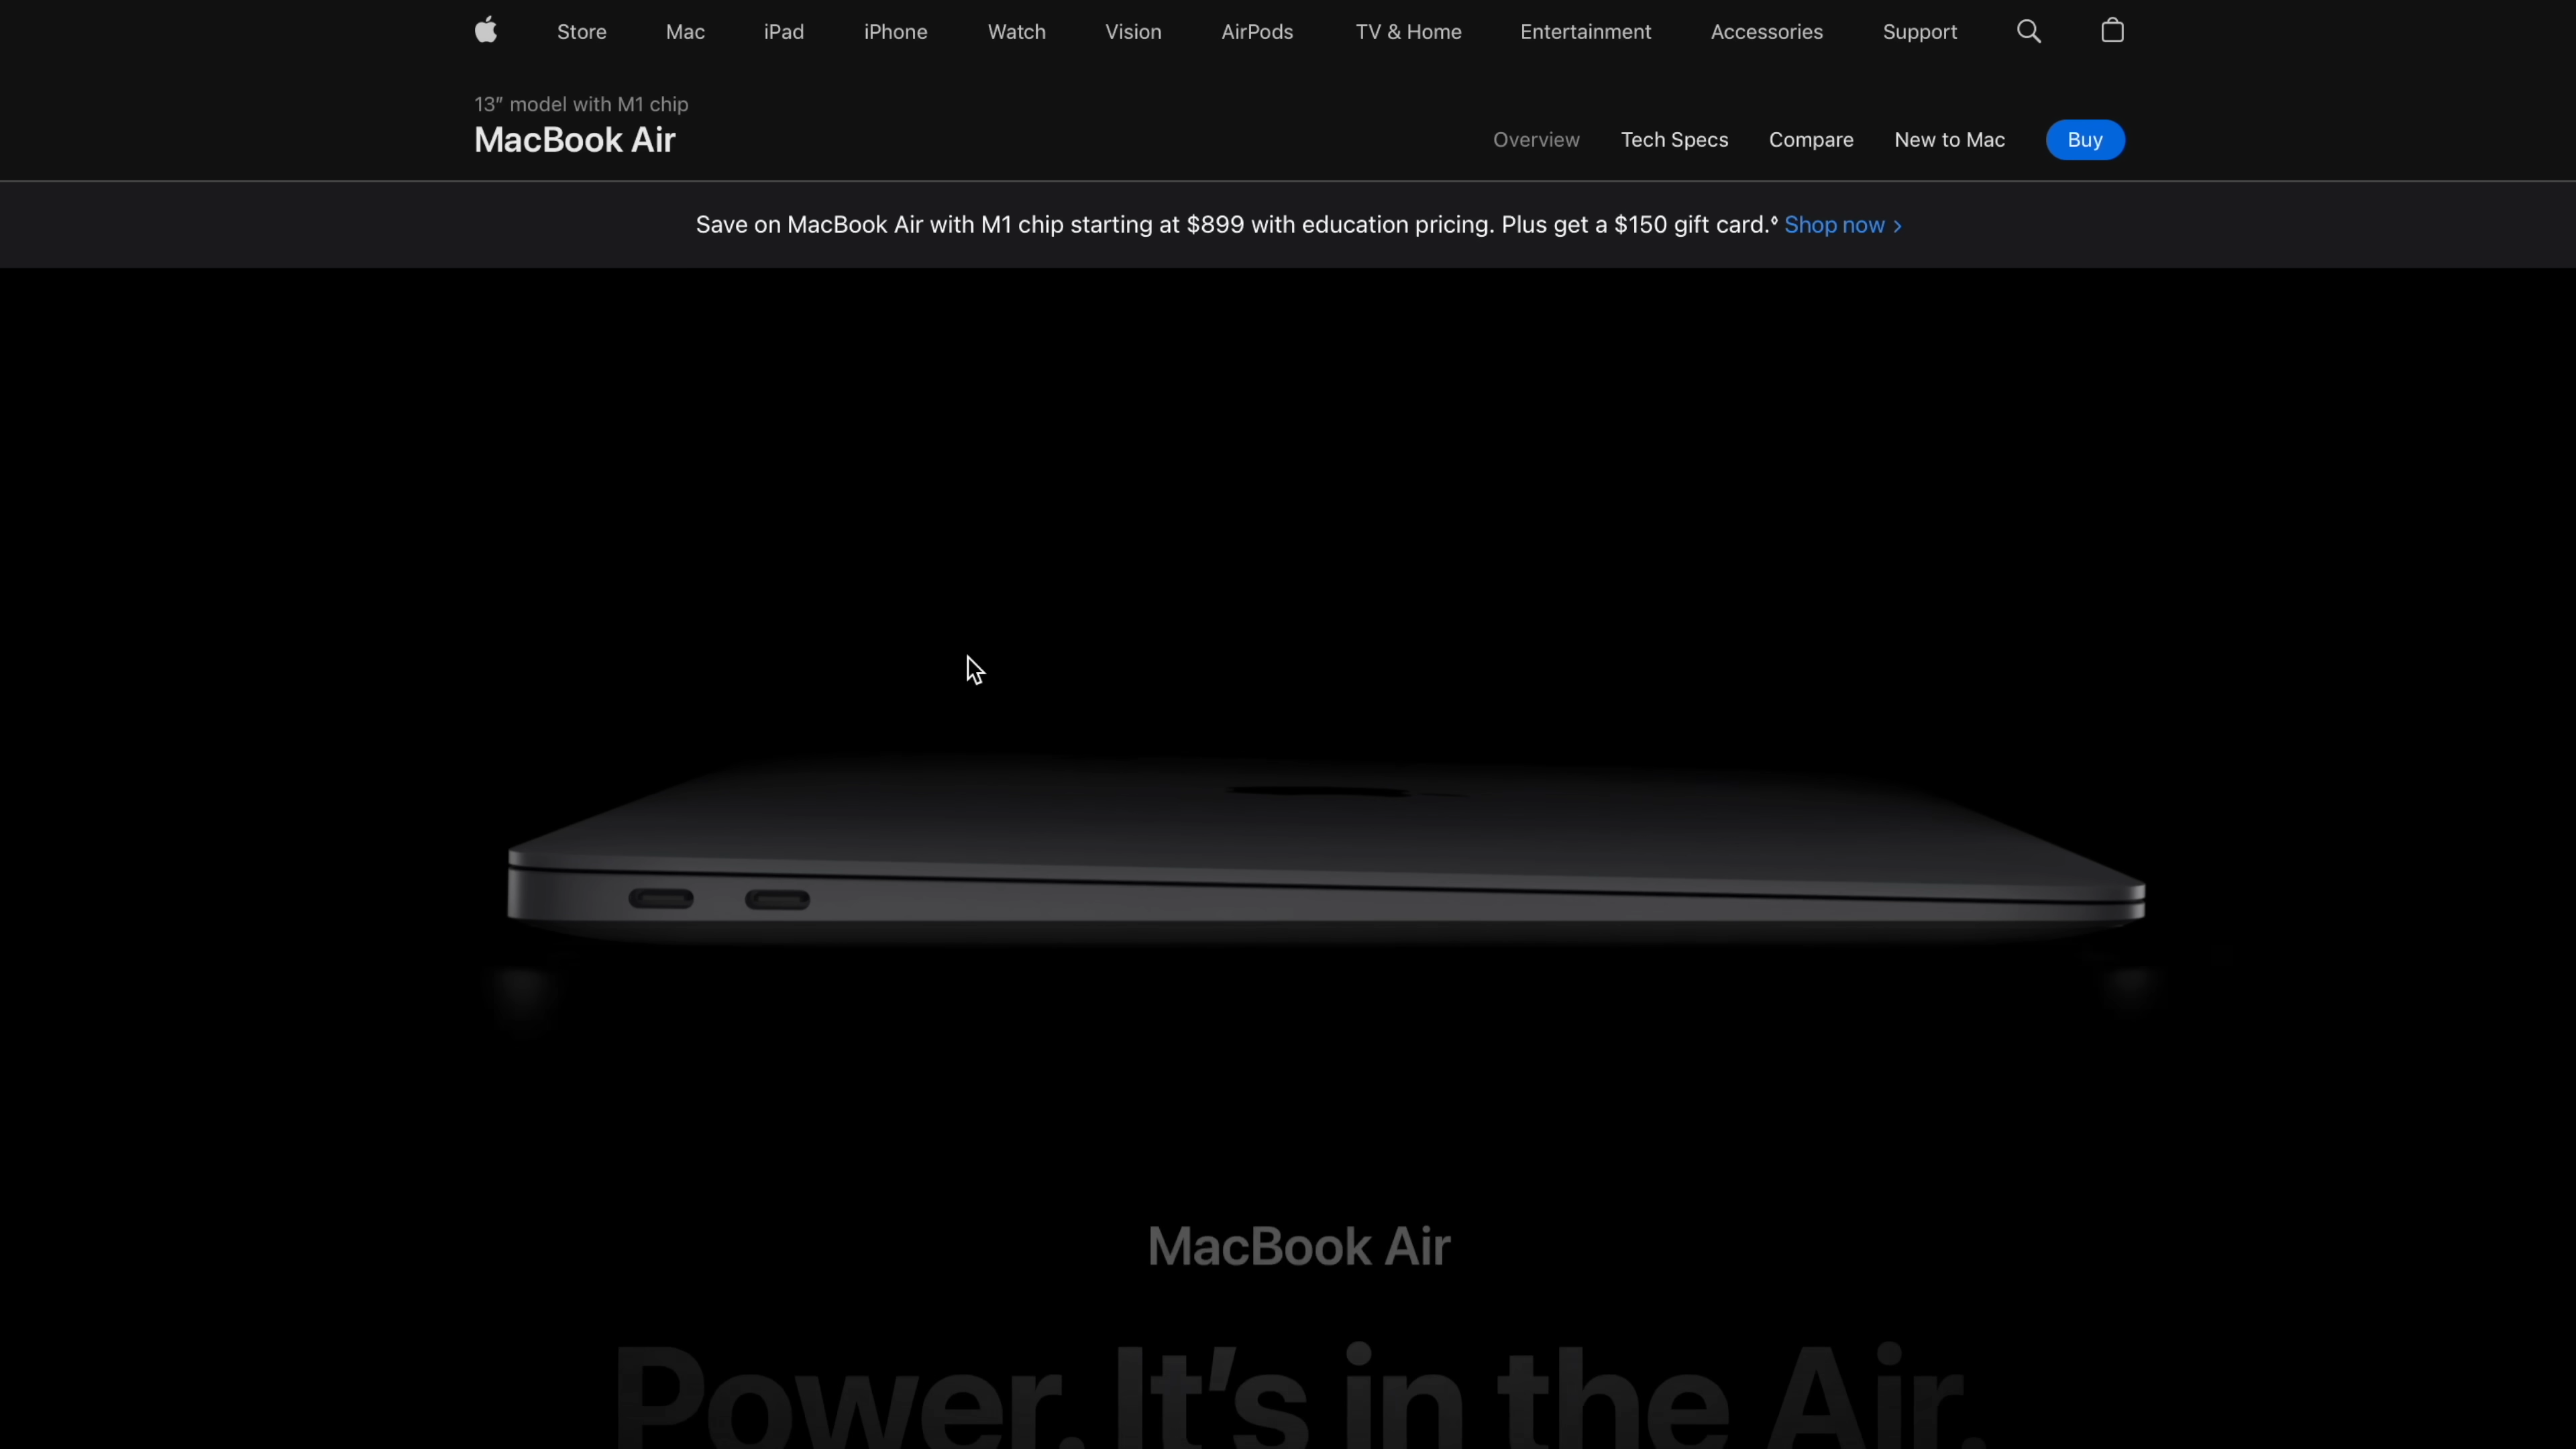 Store Mac iPad iPhone Watch Vision AirPods TV & Home Entertainment Accessories Support
13″ model with M1 chip
MacBook Air
Overview Tech Specs Compare New to Mac Buy
Save on MacBook Air with M1 chip starting at $899 with education pricing. Plus get a $150 gift card.◊ Shop now >
MacBook Air
Power. It’s in the Air.